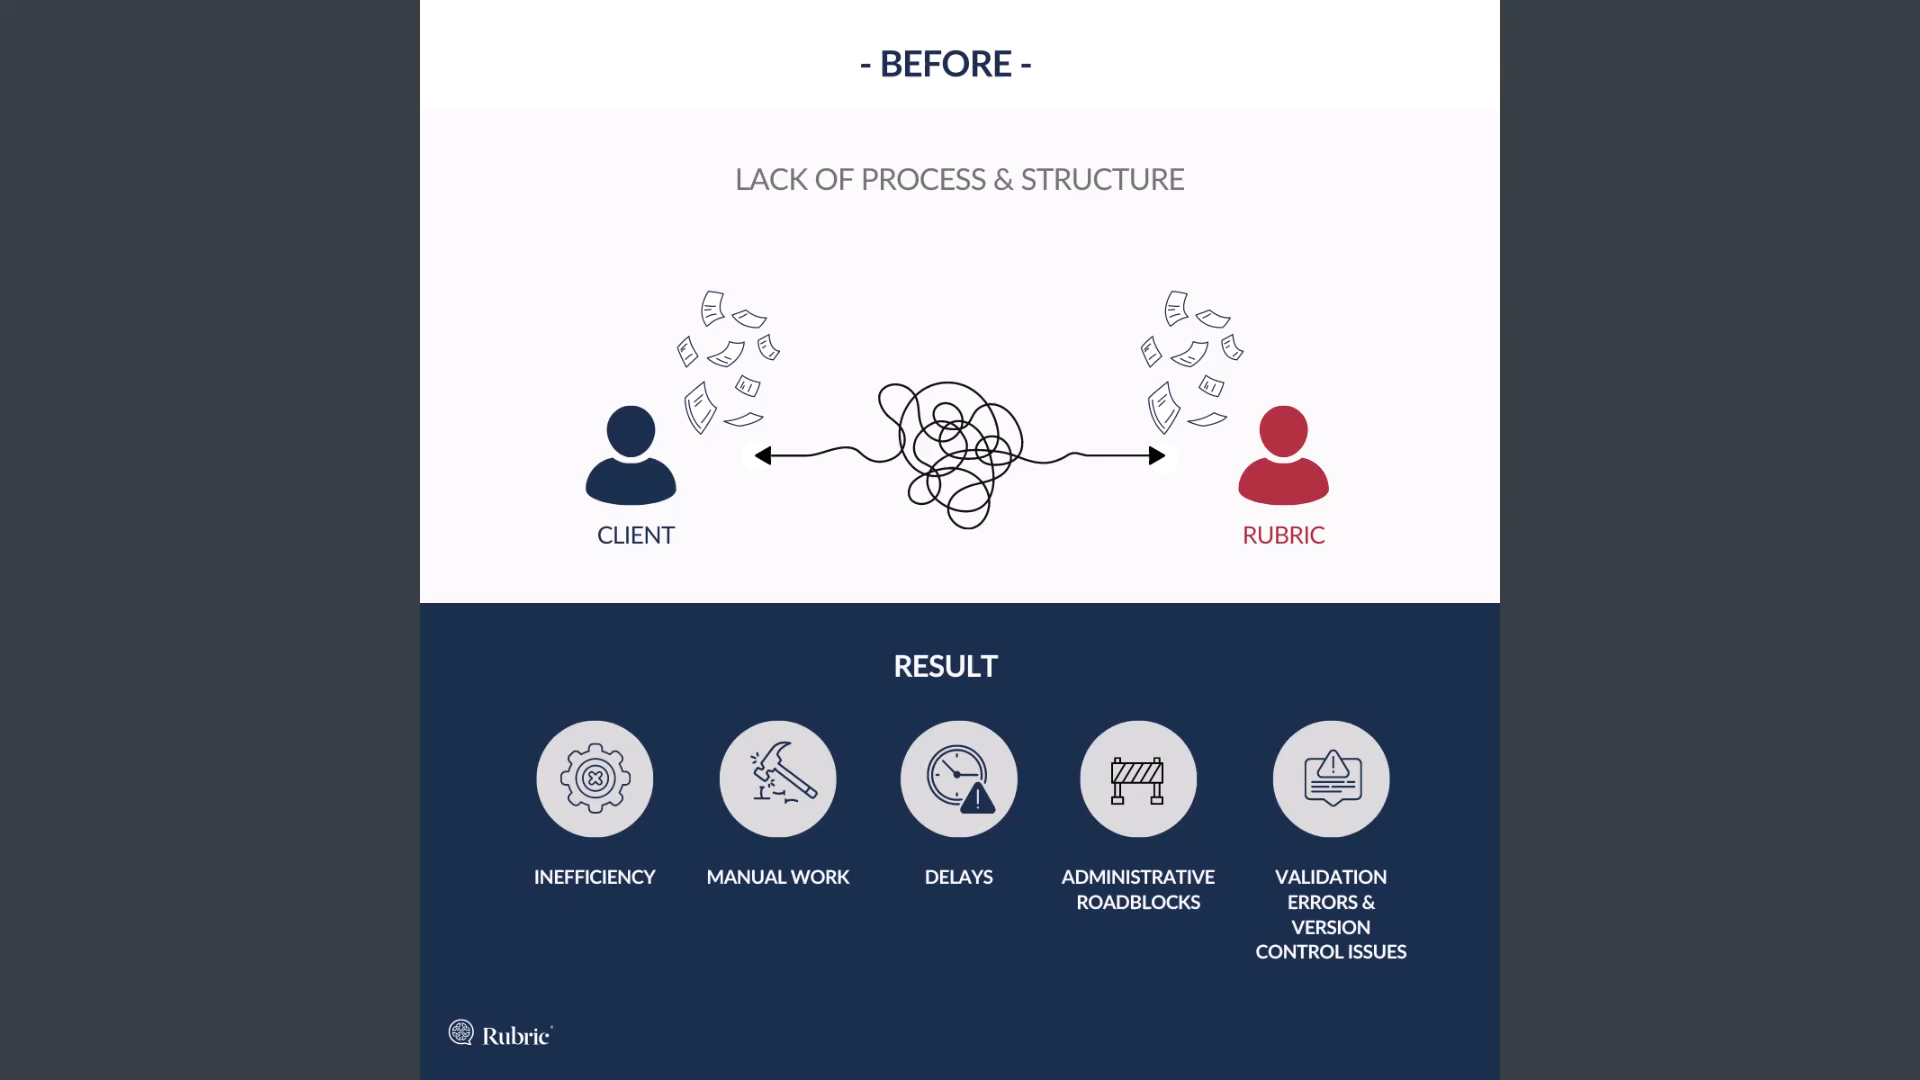 - BEFORE -
LACK OF PROCESS & STRUCTURE
CLIENT
RUBRIC
RESULT
INEFFICIENCY
MANUAL WORK
DELAYS
ADMINISTRATIVE
ROADBLOCKS
VALIDATION
ERRORS &
VERSION
CONTROL ISSUES
Rubric